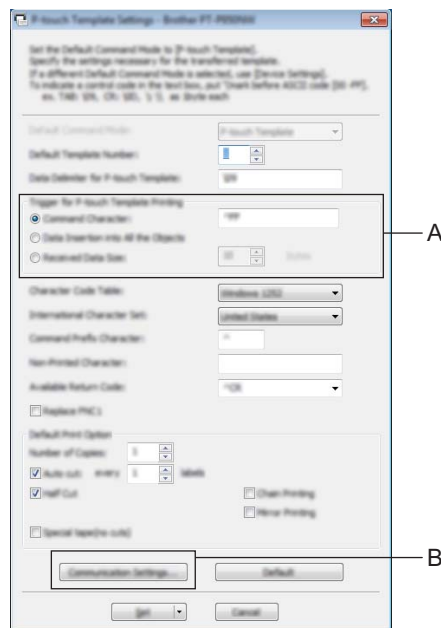 P-touch Template Settings - Brother PT-P950NW
Set the Default Command Mode to [P-touch Template].
Specify the settings necessary for the transferred template.
If a different Default Command Mode is selected, use [Device Settings].
To indicate a control code in the text box, put "\"mark before ASCII code [00 -FF].
Default Command Mode:
P-touch Template
Default Template Number:
Data Delimiter for P-touch Template:
Trigger for P-touch Template Printing
Command Character:
A
Data Insertion into All the Objects
Received Data Size:
Character Code Table:
Windows 1252
International Character Set:
United States
Command Prefix Character:
^
Non-Printed Character:
Available Return Code:
^CR
Replace FNC1
Default Print Option
Number of Copies:
1
Auto cut every 1 labels
Half Cut
Chain Printing
Mirror Printing
Special tape(no cuts)
B
Communication Settings...
Default
Set
Cancel